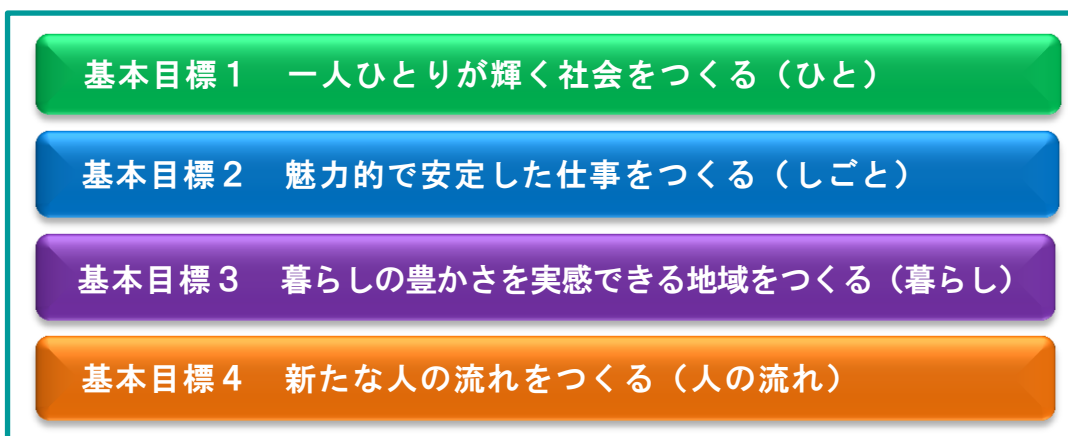 基本目標１　一人ひとりが輝く社会をつくる（ひと）
基本目標２　魅力的で安定した仕事をつくる（しごと）
基本目標３　暮らしの豊かさを実感できる地域をつくる（暮らし）
基本目標４　新たな人の流れをつくる（人の流れ）